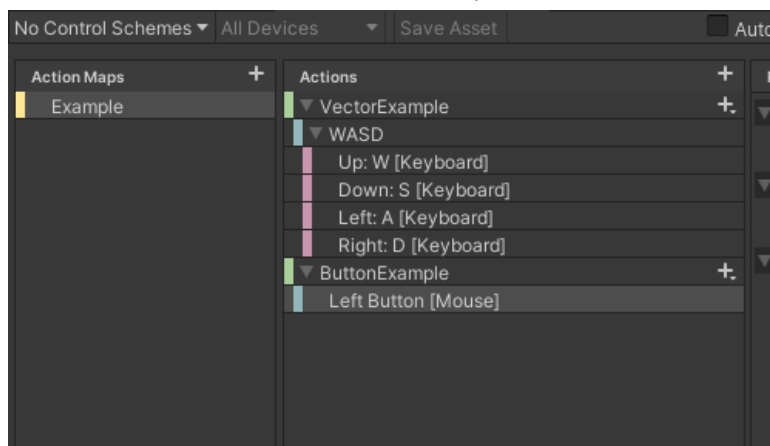 No Control Schemes All Devices Save Asset Auto
Action Maps + Actions +
Example
VectorExample +
WASD
Up: W [Keyboard]
Down: S [Keyboard]
Left: A [Keyboard]
Right: D [Keyboard]
ButtonExample +
Left Button [Mouse]